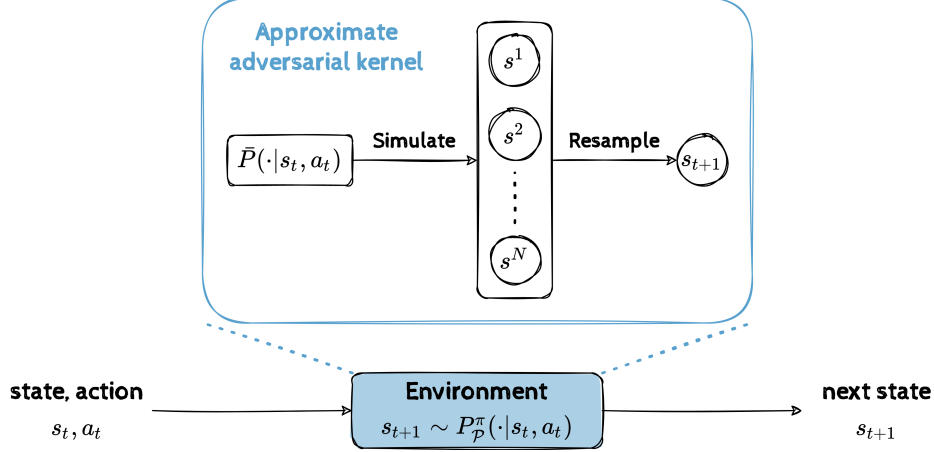 Approximate
adversarial kernel
s^1
s^2
s^N
P̄(·|s_t, a_t)
Simulate
Resample
s_{t+1}
state, action
s_t, a_t
Environment
s_{t+1} ∼ P^π_𝒫(·|s_t, a_t)
next state
s_{t+1}